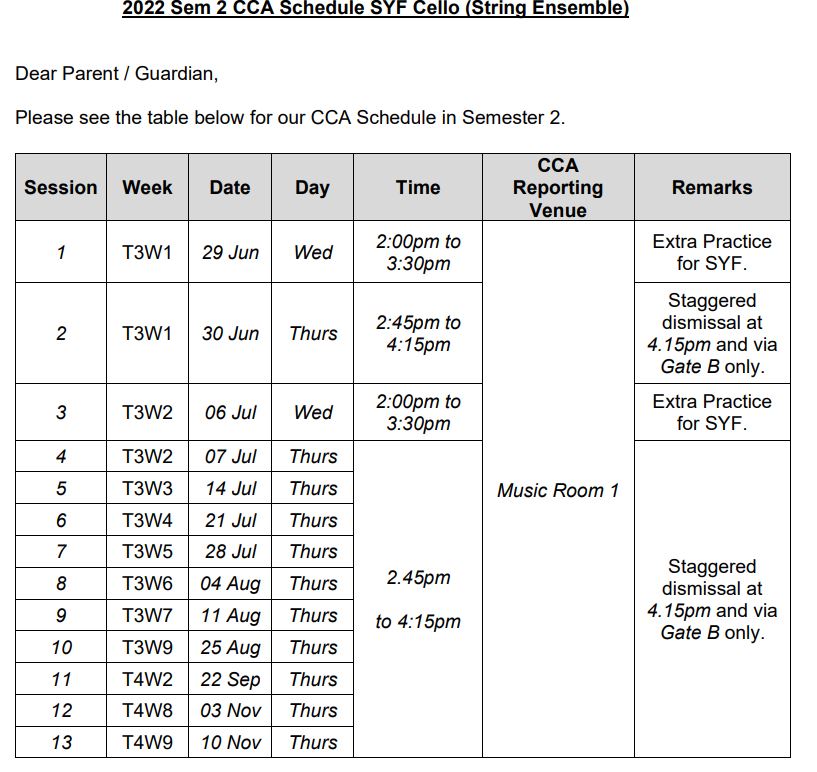 2022 Sem 2 CCA Schedule SYF Cello (String Ensemble)
Dear Parent / Guardian,
Please see the table below for our CCA Schedule in Semester 2.
Session Week Date Day Time CCA Reporting Venue Remarks
1 T3W1 29 Jun Wed 2:00pm to 3:30pm Music Room 1 Extra Practice for SYF.
2 T3W1 30 Jun Thurs 2:45pm to 4:15pm Staggered dismissal at 4.15pm and via Gate B only.
3 T3W2 06 Jul Wed 2:00pm to 3:30pm Extra Practice for SYF.
4 T3W2 07 Jul Thurs 2.45pm to 4:15pm Staggered dismissal at 4.15pm and via Gate B only.
5 T3W3 14 Jul Thurs
6 T3W4 21 Jul Thurs
7 T3W5 28 Jul Thurs
8 T3W6 04 Aug Thurs
9 T3W7 11 Aug Thurs
10 T3W9 25 Aug Thurs
11 T4W2 22 Sep Thurs
12 T4W8 03 Nov Thurs
13 T4W9 10 Nov Thurs